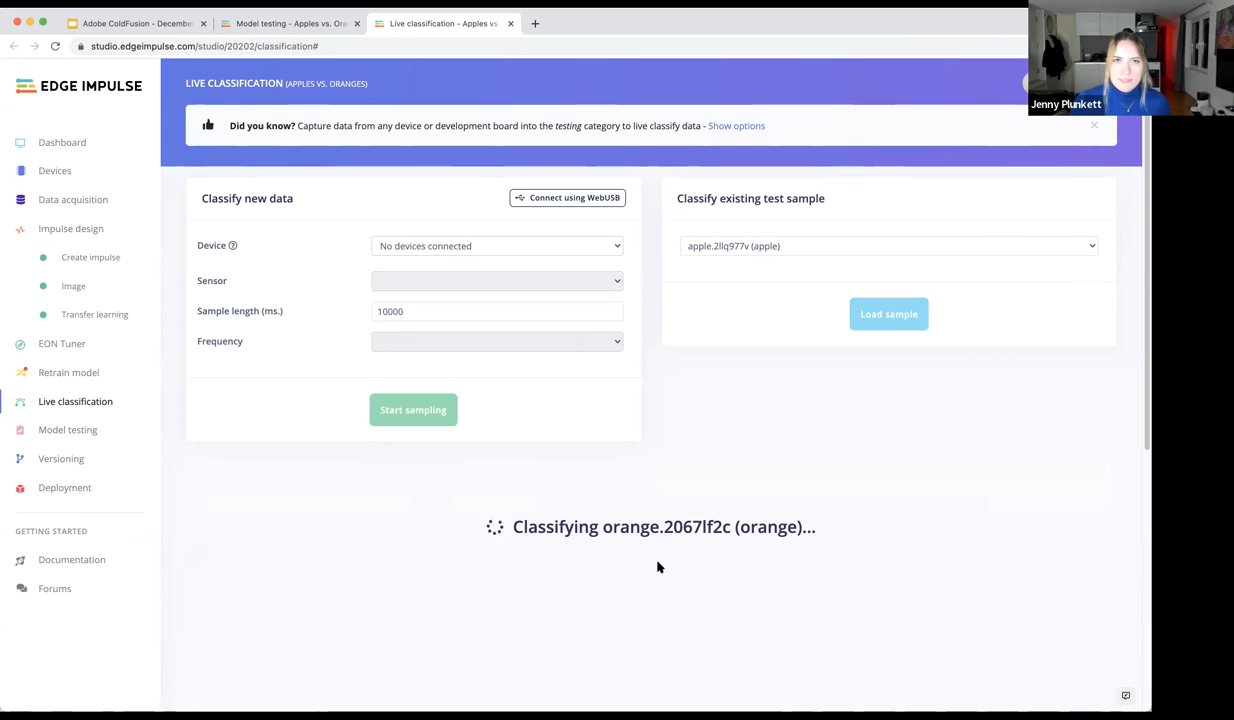 Adobe ColdFusion - December
Model testing - Apples vs. Ora
Live classification - Apples vs.
studio.edgeimpulse.com/studio/20202/classification#
Jenny Plunkett
EDGE IMPULSE
LIVE CLASSIFICATION (APPLES VS. ORANGES)
Did you know? Capture data from any device or development board into the testing category to live classify data - Show options
Dashboard
Devices
Data acquisition
Impulse design
Create impulse
Image
Transfer learning
EON Tuner
Retrain model
Live classification
Model testing
Versioning
Deployment
GETTING STARTED
Documentation
Forums
Classify new data
Connect using WebUSB
Device
No devices connected
Sensor
Sample length (ms.)
10000
Frequency
Start sampling
Classify existing test sample
apple.2llq977v (apple)
Load sample
Classifying orange.2067lf2c (orange)...